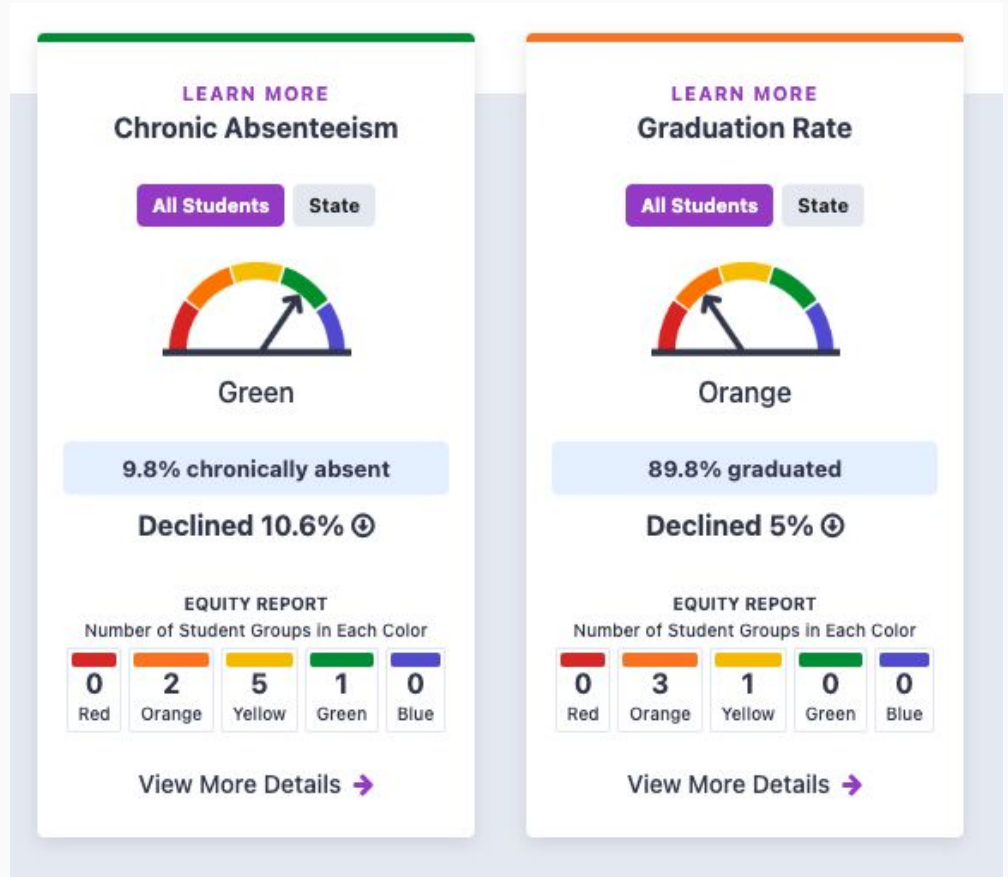 LEARN MORE
Chronic Absenteeism
All Students State
Green
9.8% chronically absent
Declined 10.6%
EQUITY REPORT
Number of Student Groups in Each Color
0 2 5 1 0
Red Orange Yellow Green Blue
View More Details
LEARN MORE
Graduation Rate
All Students State
Orange
89.8% graduated
Declined 5%
EQUITY REPORT
Number of Student Groups in Each Color
0 3 1 0 0
Red Orange Yellow Green Blue
View More Details